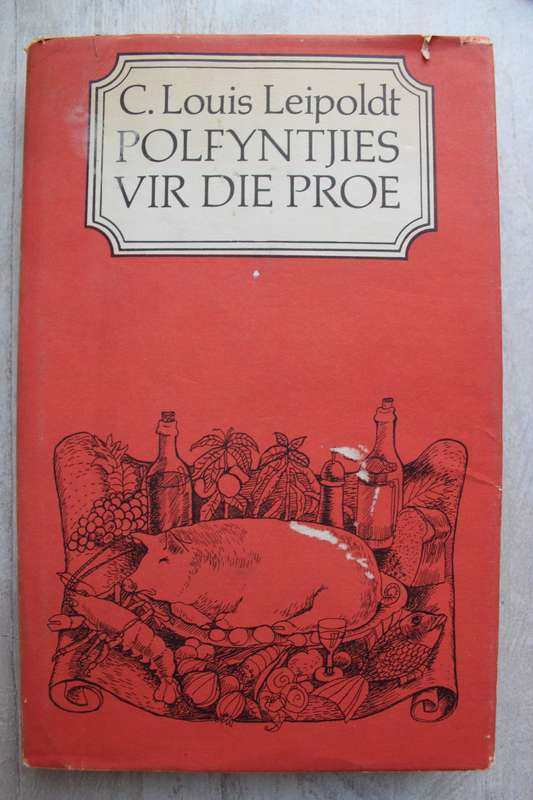 C. Louis Leipoldt
POLFYNTJIES
VIR DIE PROE